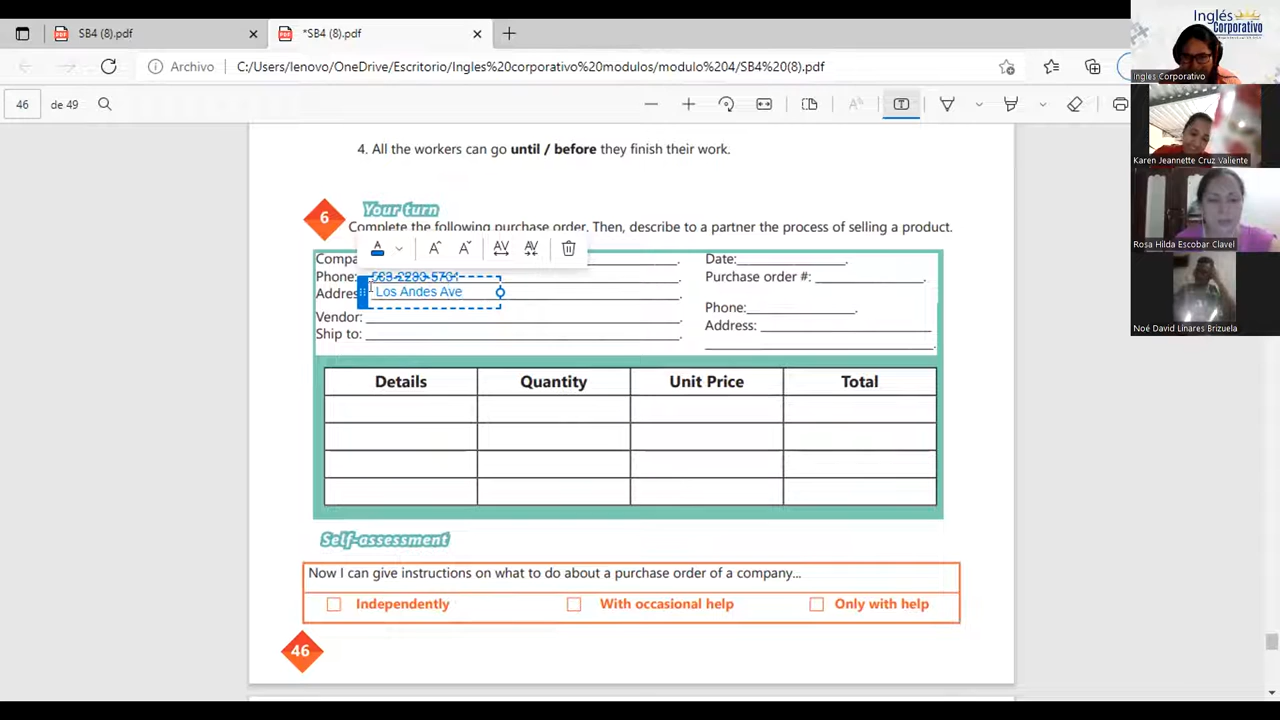 SB4 (8).pdf
*SB4 (8).pdf
Archivo
C:/Users/lenovo/OneDrive/Escritorio/Ingles%20corporativo%20modulos/modulo%204/SB4%20(8).pdf
46 de 49
4. All the workers can go until / before they finish their work.
6 Your turn
Complete the following purchase order. Then, describe to a partner the process of selling a product.
Compa
Date:
Phone:
Purchase order #:
Addres
Los Andes Ave
Phone:
Vendor:
Address:
Ship to:
Details Quantity Unit Price Total
Self-assessment
Now I can give instructions on what to do about a purchase order of a company...
Independently With occasional help Only with help
46
Inglés
Corporativo
Ingles Corporativo
Karen Jeannette Cruz Valiente
Rosa Hilda Escobar Clavel
Noé David Linares Brizuela